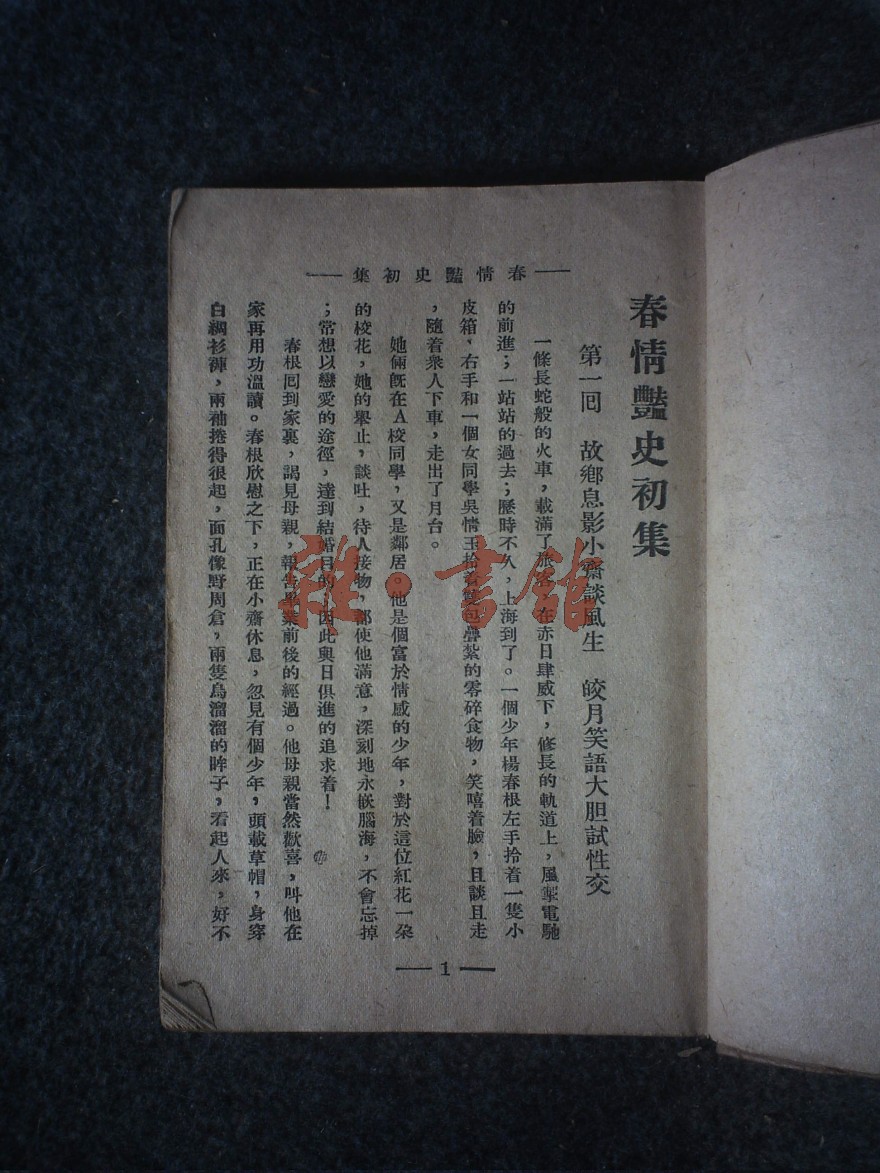 集初史豔情春
春情豔史初集
第一囘　故鄉息影小齋談風生　皎月笑語大胆試性交
一條長蛇般的火車，載滿了旅客，在赤日肆威下，修長的軌道上，風掣電馳
的前進；一站站的過去；歷時不久，上海到了。一個少年楊春根左手拎着一隻小
皮箱，右手和一個女同學吳情玉拾着雙包疊紮的零碎食物，笑嘻着臉，且談且走
，隨着衆人下車，走出了月台。
她倆旣在A校同學，又是鄰居。他是個富於情感的少年，對於這位紅花一朶
的校花，她的舉止，談吐，待人接物，都使他滿意，深刻地永嵌腦海，不會忘掉
；常想以戀愛的途徑，達到結婚目的！因此與日俱進的追求着！
春根囘到家裏，謁見母親，報告畢業前後的經過。他母親當然歡喜，叫他在
家再用功溫讀。春根欣慰之下，正在小齋休息，忽見有個少年，頭載草帽，身穿
白綢衫褲，兩袖捲得很起，面孔像野周倉，兩隻烏溜溜的眸子，看起人來，好不
1
雜·書館